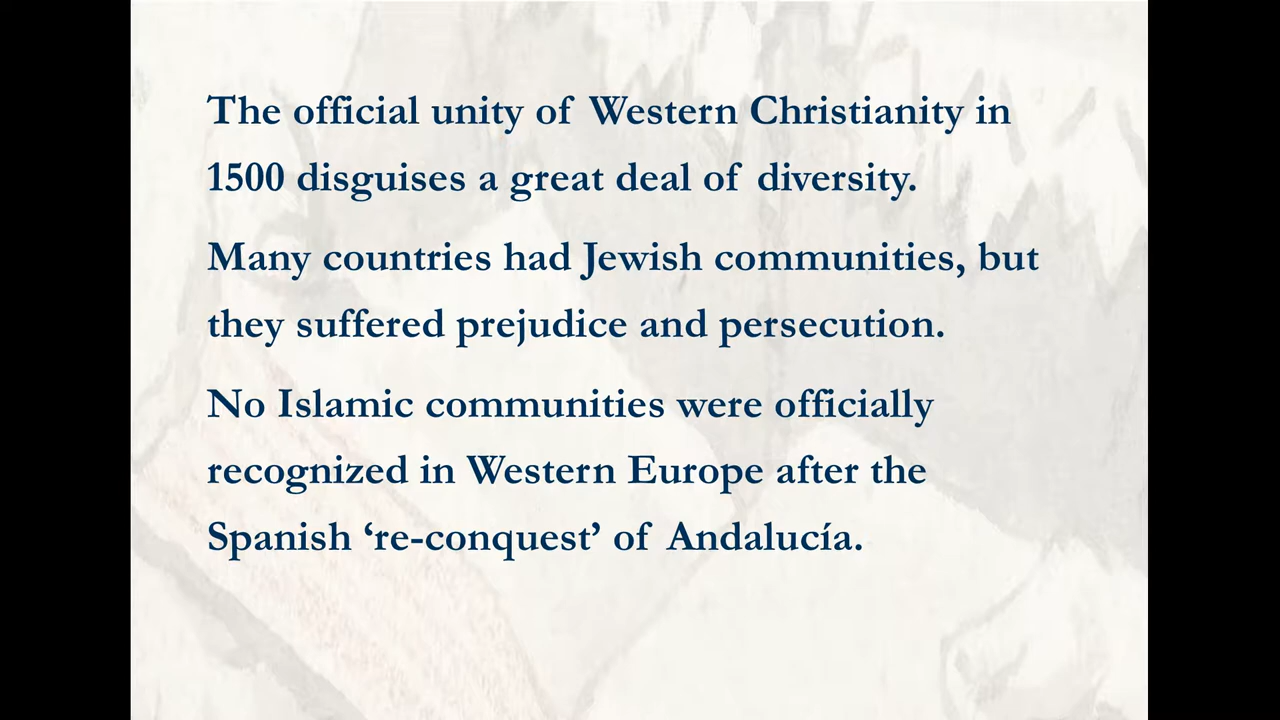 The official unity of Western Christianity in
1500 disguises a great deal of diversity.
Many countries had Jewish communities, but
they suffered prejudice and persecution.
No Islamic communities were officially
recognized in Western Europe after the
Spanish ‘re-conquest’ of Andalucía.